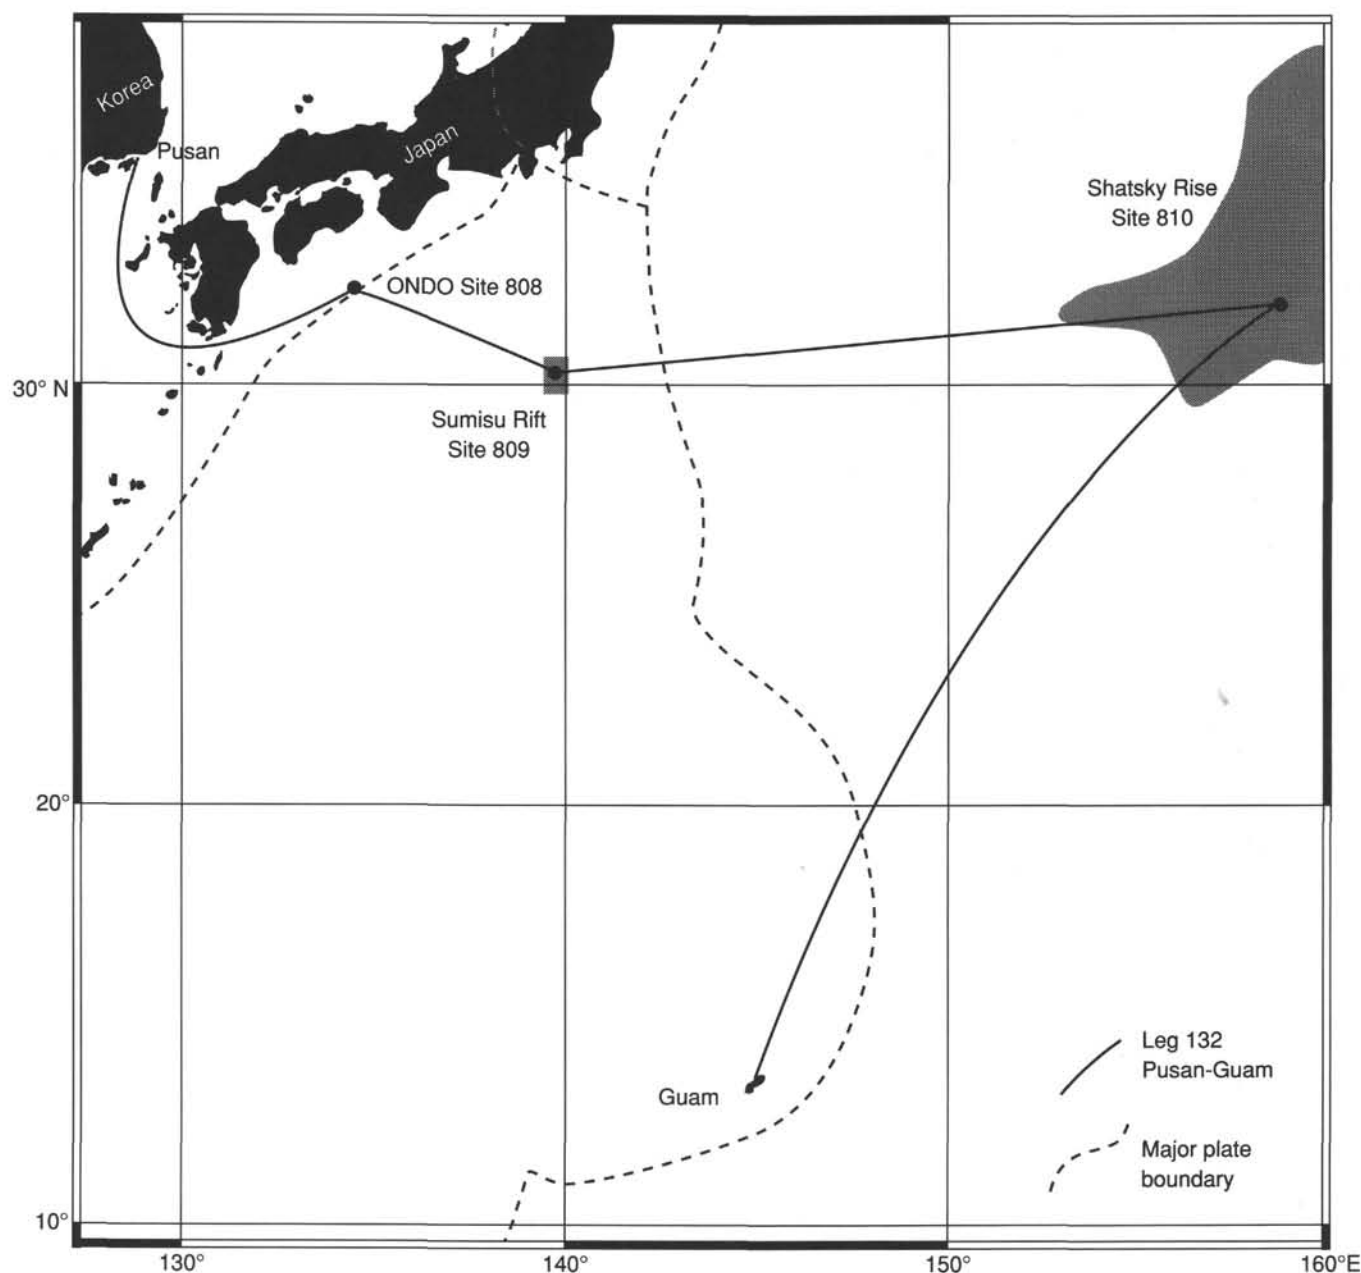 Korea
Pusan
Japan
Shatsky Rise
Site 810
ONDO Site 808
30° N
Sumisu Rift
Site 809
20°
Leg 132
Pusan-Guam
Guam
Major plate
boundary
10°
130°
140°
150°
160°E